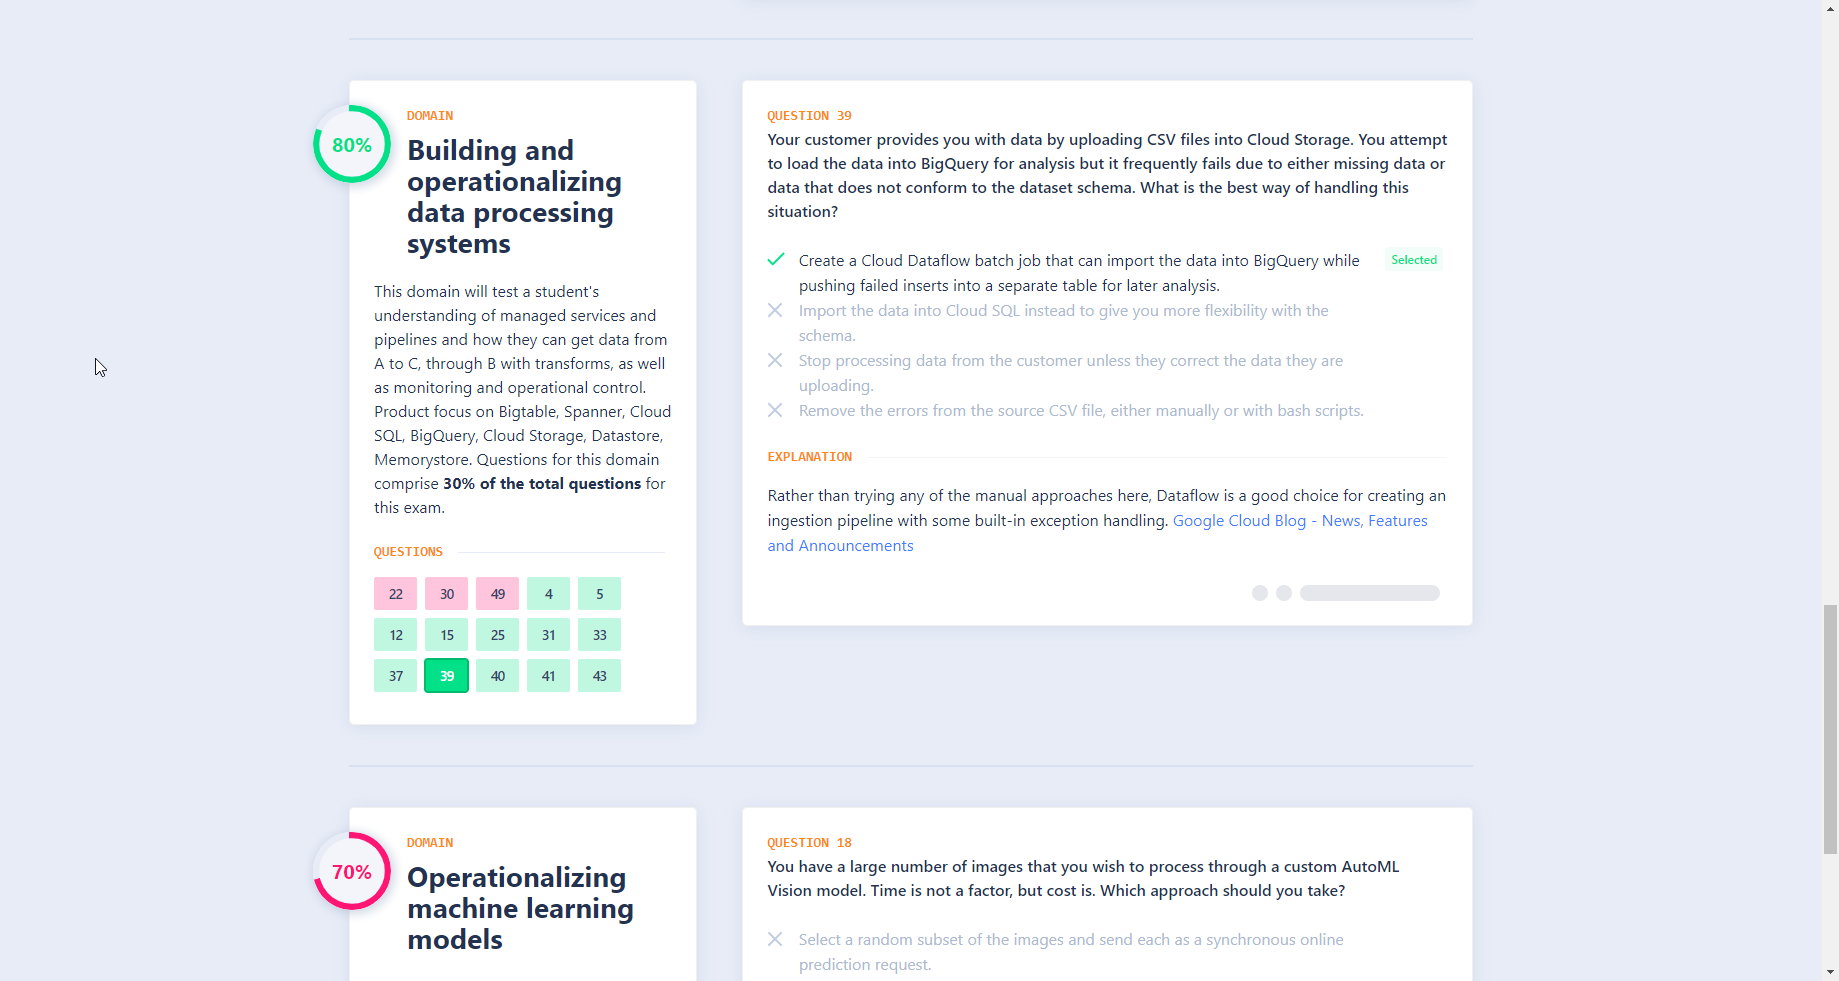 80%
DOMAIN
Building and
operationalizing
data processing
systems
This domain will test a student's
understanding of managed services and
pipelines and how they can get data from
A to C, through B with transforms, as well
as monitoring and operational control.
Product focus on Bigtable, Spanner, Cloud
SQL, BigQuery, Cloud Storage, Datastore,
Memorystore. Questions for this domain
comprise 30% of the total questions for
this exam.
QUESTIONS
22 30 49 4 5
12 15 25 31 33
37 39 40 41 43
QUESTION 39
Your customer provides you with data by uploading CSV files into Cloud Storage. You attempt
to load the data into BigQuery for analysis but it frequently fails due to either missing data or
data that does not conform to the dataset schema. What is the best way of handling this
situation?
Create a Cloud Dataflow batch job that can import the data into BigQuery while
pushing failed inserts into a separate table for later analysis.
Selected
Import the data into Cloud SQL instead to give you more flexibility with the
schema.
Stop processing data from the customer unless they correct the data they are
uploading.
Remove the errors from the source CSV file, either manually or with bash scripts.
EXPLANATION
Rather than trying any of the manual approaches here, Dataflow is a good choice for creating an
ingestion pipeline with some built-in exception handling. Google Cloud Blog - News, Features
and Announcements
70%
DOMAIN
Operationalizing
machine learning
models
QUESTION 18
You have a large number of images that you wish to process through a custom AutoML
Vision model. Time is not a factor, but cost is. Which approach should you take?
Select a random subset of the images and send each as a synchronous online
prediction request.